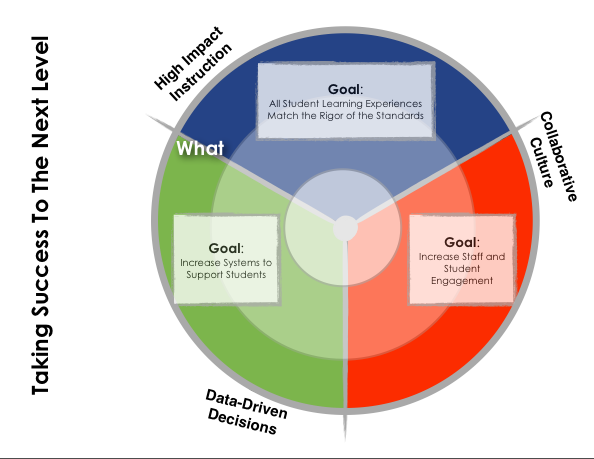 Taking Success To The Next Level
High Impact
Instruction
Goal:
All Student Learning Experiences
Match the Rigor of the Standards
What
Collaborative
Culture
Goal:
Increase Systems to
Support Students
Goal:
Increase Staff and
Student
Engagement
Data-Driven
Decisions